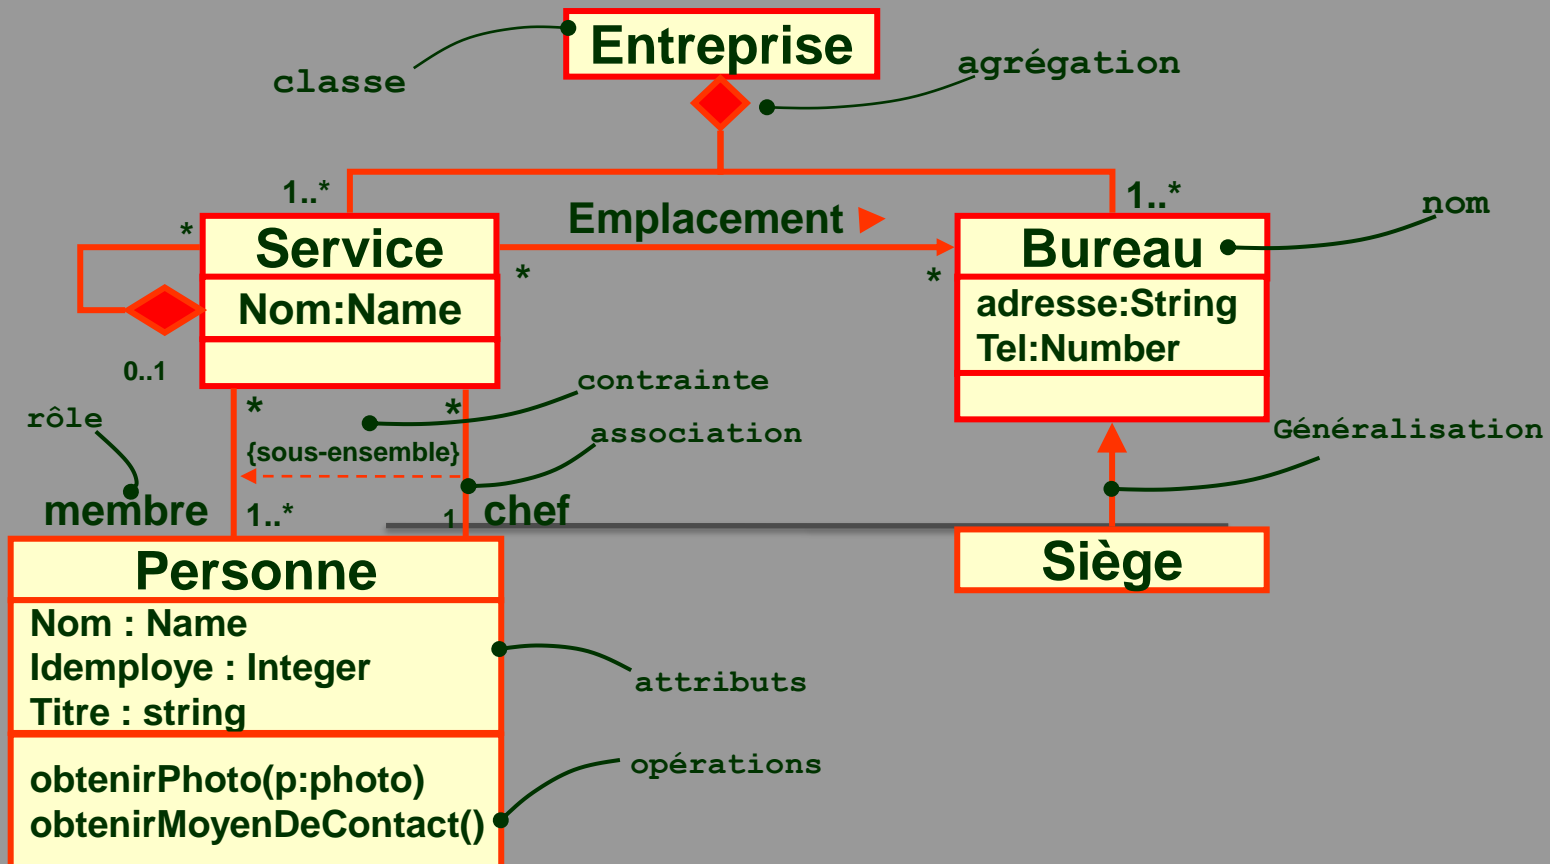 Entreprise
classe
agrégation
1..*
1..*
Emplacement
nom
*
Service
*
*
Bureau
Nom:Name
adresse:String
Tel:Number
0..1
contrainte
rôle
*
*
association
Généralisation
{sous-ensemble}
membre
1..*
1
chef
Personne
Siège
Nom : Name
Idemploye : Integer
Titre : string
attributs
opérations
obtenirPhoto(p:photo)
obtenirMoyenDeContact()